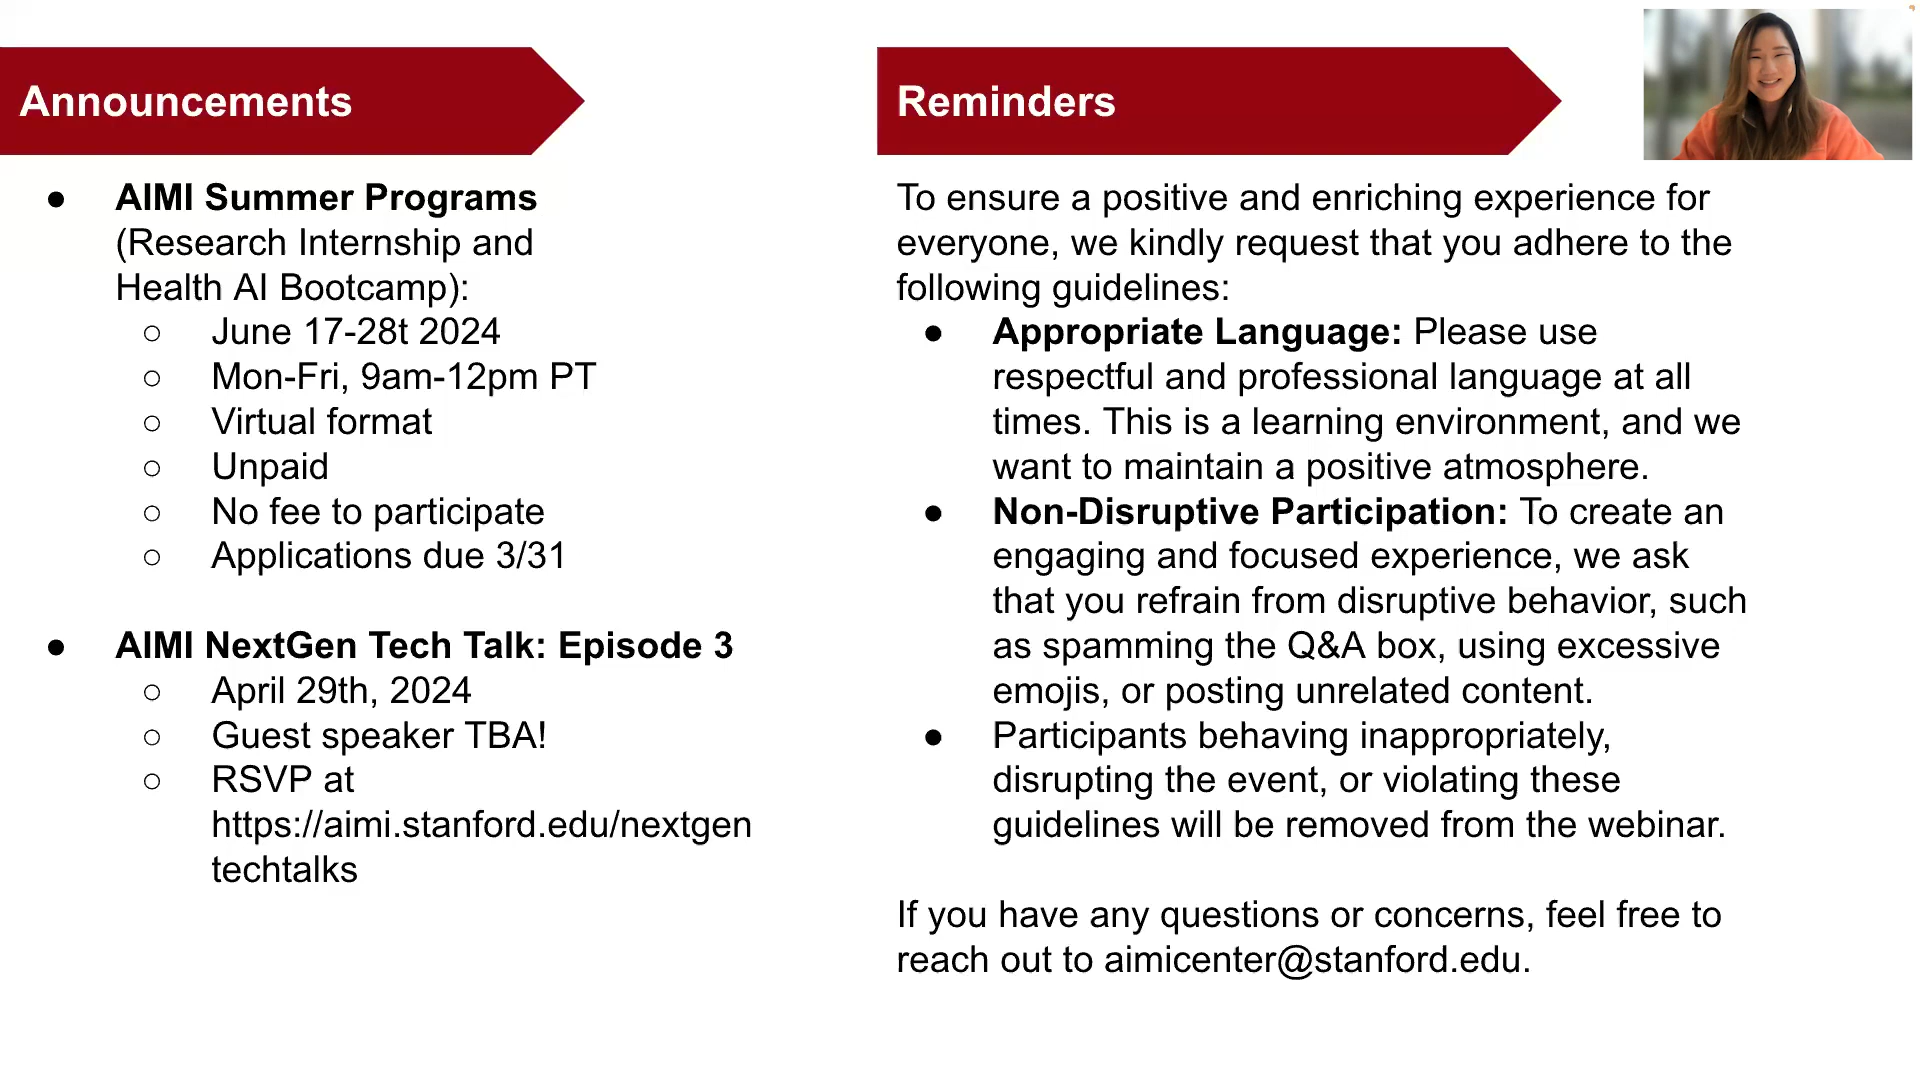 Announcements
● AIMI Summer Programs
(Research Internship and
Health AI Bootcamp):
○ June 17-28t 2024
○ Mon-Fri, 9am-12pm PT
○ Virtual format
○ Unpaid
○ No fee to participate
○ Applications due 3/31
● AIMI NextGen Tech Talk: Episode 3
○ April 29th, 2024
○ Guest speaker TBA!
○ RSVP at
https://aimi.stanford.edu/nextgen
techtalks
Reminders
To ensure a positive and enriching experience for
everyone, we kindly request that you adhere to the
following guidelines:
● Appropriate Language: Please use
respectful and professional language at all
times. This is a learning environment, and we
want to maintain a positive atmosphere.
● Non-Disruptive Participation: To create an
engaging and focused experience, we ask
that you refrain from disruptive behavior, such
as spamming the Q&A box, using excessive
emojis, or posting unrelated content.
● Participants behaving inappropriately,
disrupting the event, or violating these
guidelines will be removed from the webinar.
If you have any questions or concerns, feel free to
reach out to aimicenter@stanford.edu.